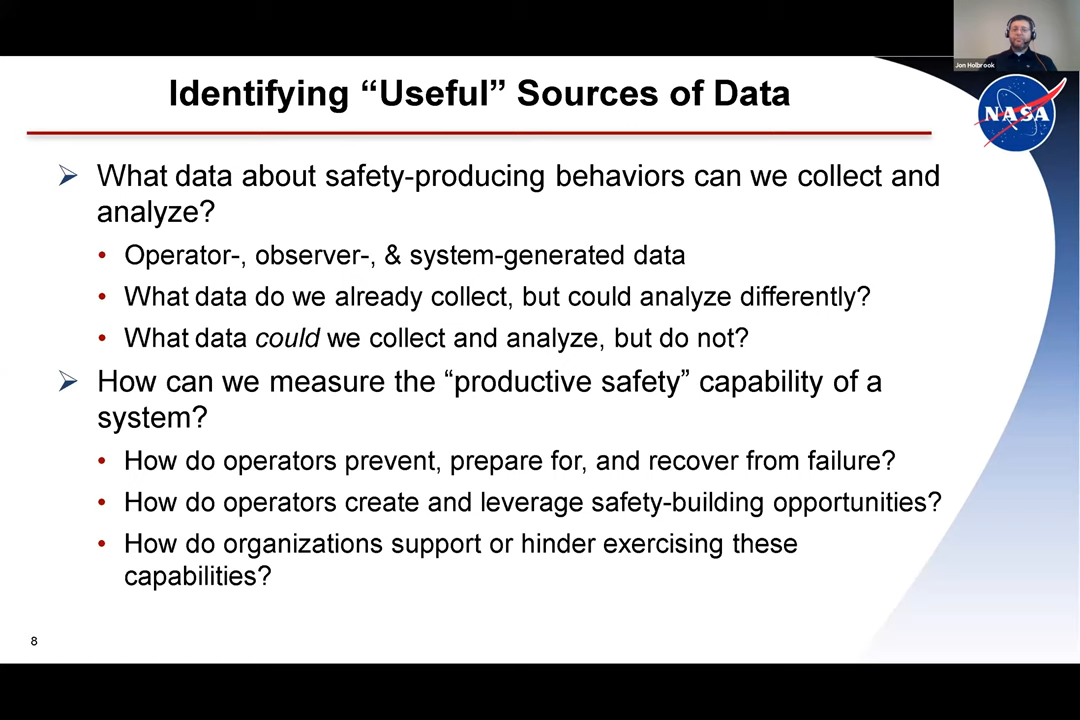 Jon Holbrook
Identifying “Useful” Sources of Data
NASA
➢ What data about safety-producing behaviors can we collect and
analyze?
• Operator-, observer-, & system-generated data
• What data do we already collect, but could analyze differently?
• What data could we collect and analyze, but do not?
➢ How can we measure the “productive safety” capability of a
system?
• How do operators prevent, prepare for, and recover from failure?
• How do operators create and leverage safety-building opportunities?
• How do organizations support or hinder exercising these
capabilities?
8